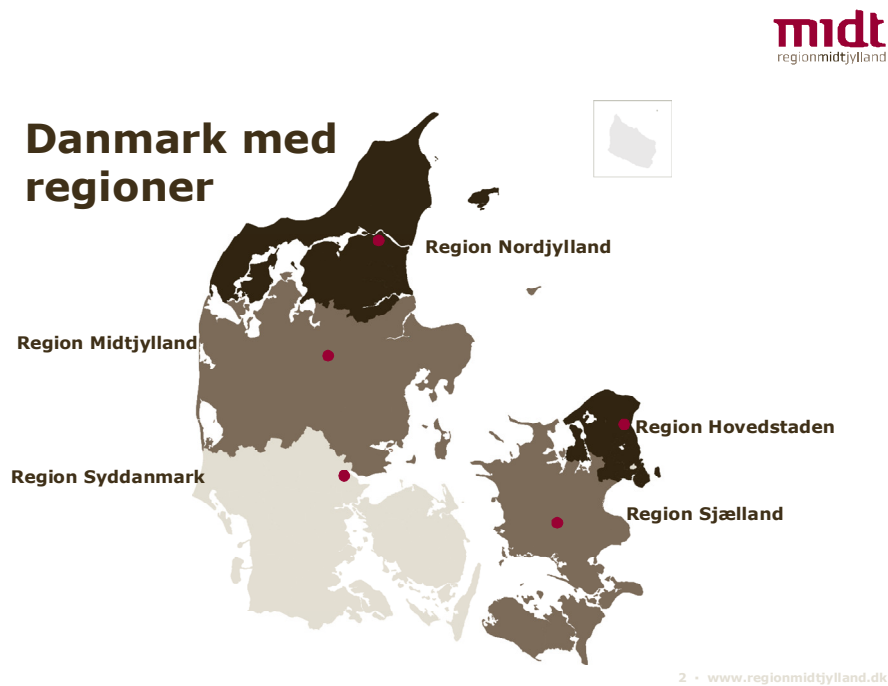 midt
regionmidtjylland
Danmark med
regioner
Region Nordjylland
Region Midtjylland
Region Hovedstaden
Region Syddanmark
Region Sjælland
2 • www.regionmidtjylland.dk